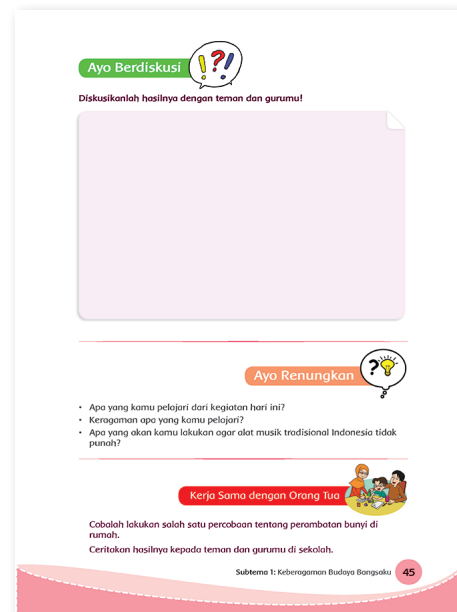 Ayo Berdiskusi
Diskusikanlah hasilnya dengan teman dan gurumu!
Ayo Renungkan
• Apa yang kamu pelajari dari kegiatan hari ini?
• Keragaman apa yang kamu pelajari?
• Apa yang akan kamu lakukan agar alat musik tradisional Indonesia tidak
punah?
Kerja Sama dengan Orang Tua
Cobalah lakukan salah satu percobaan tentang perambatan bunyi di
rumah.
Ceritakan hasilnya kepada teman dan gurumu di sekolah.
Subtema 1: Keberagaman Budaya Bangsaku 45